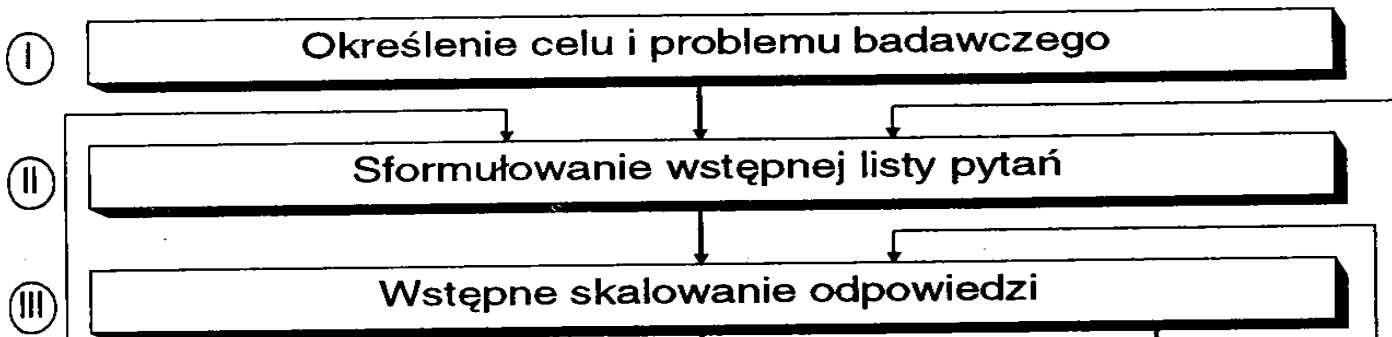 I
Określenie celu i problemu badawczego
II
Sformułowanie wstępnej listy pytań
III
Wstępne skalowanie odpowiedzi